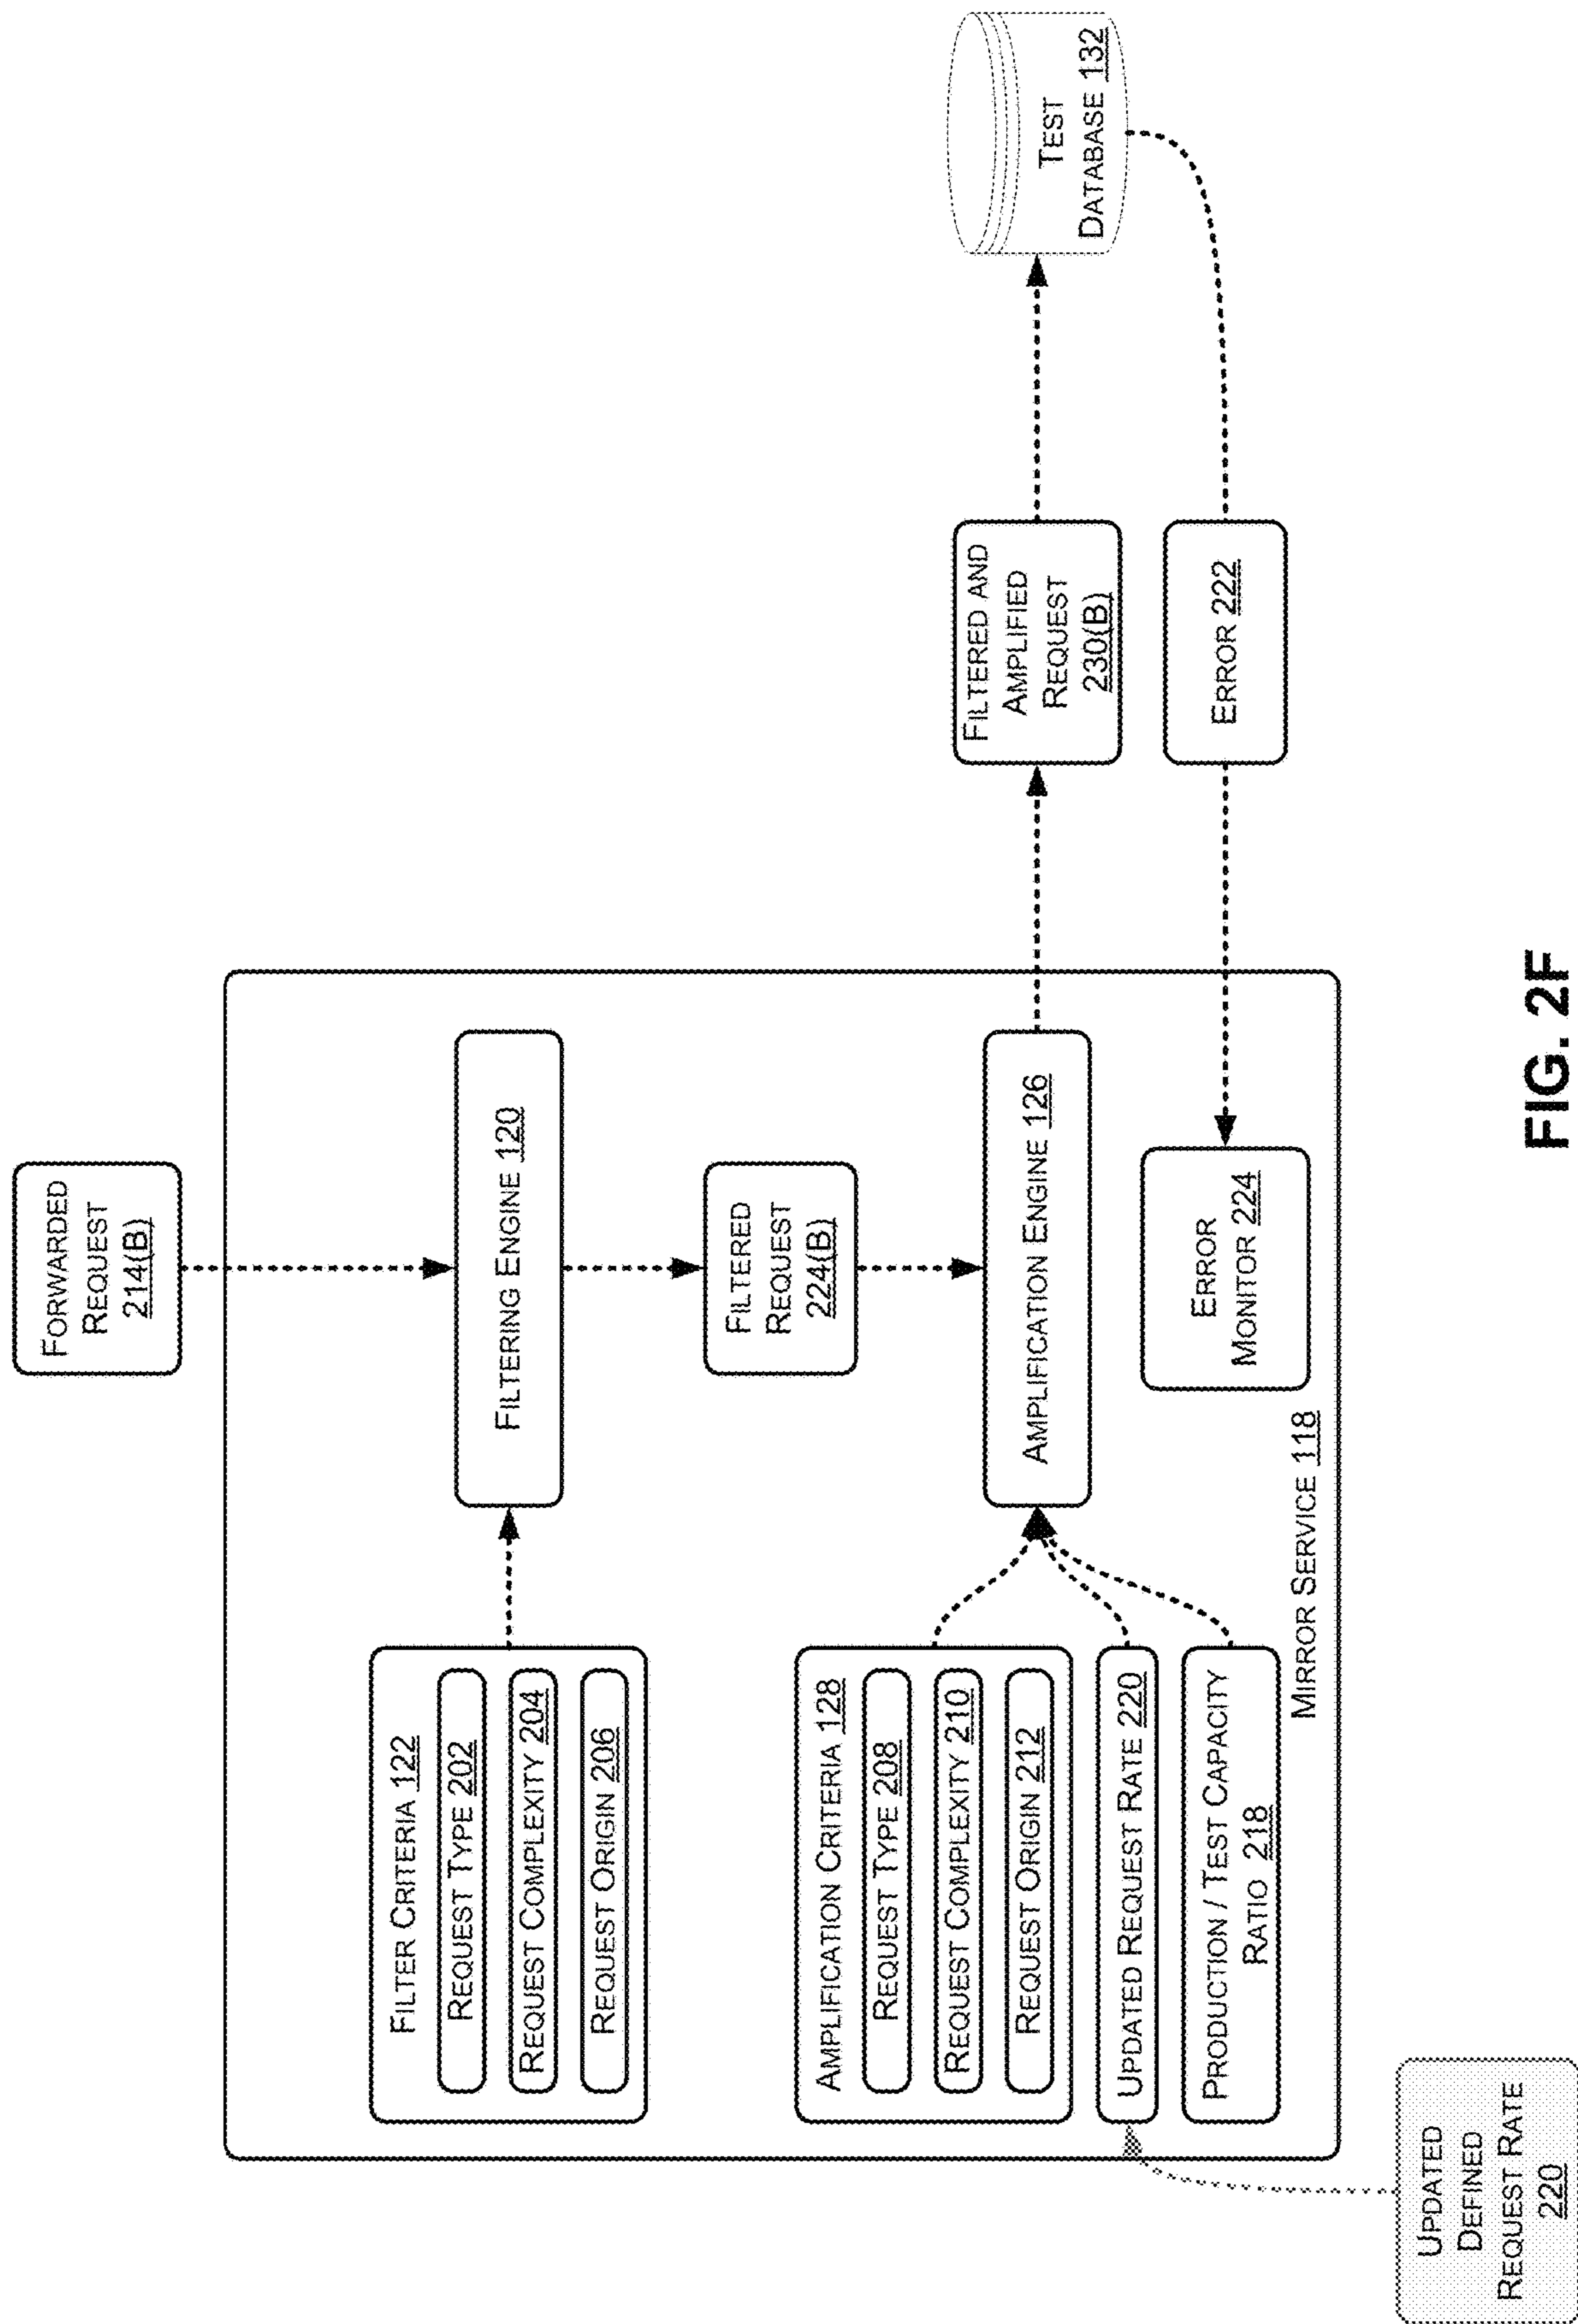 FORWARDED
REQUEST
214(B)
FILTER CRITERIA 122
REQUEST TYPE 202
REQUEST COMPLEXITY 204
REQUEST ORIGIN 206
FILTERING ENGINE 120
FILTERED
REQUEST
224(B)
AMPLIFICATION CRITERIA 128
REQUEST TYPE 208
REQUEST COMPLEXITY 210
REQUEST ORIGIN 212
UPDATED REQUEST RATE 220
PRODUCTION / TEST CAPACITY
RATIO 218
AMPLIFICATION ENGINE 126
ERROR
MONITOR 224
MIRROR SERVICE 118
FILTERED AND
AMPLIFIED
REQUEST
230(B)
ERROR 222
TEST
DATABASE 132
UPDATED
DEFINED
REQUEST RATE
220
FIG. 2F